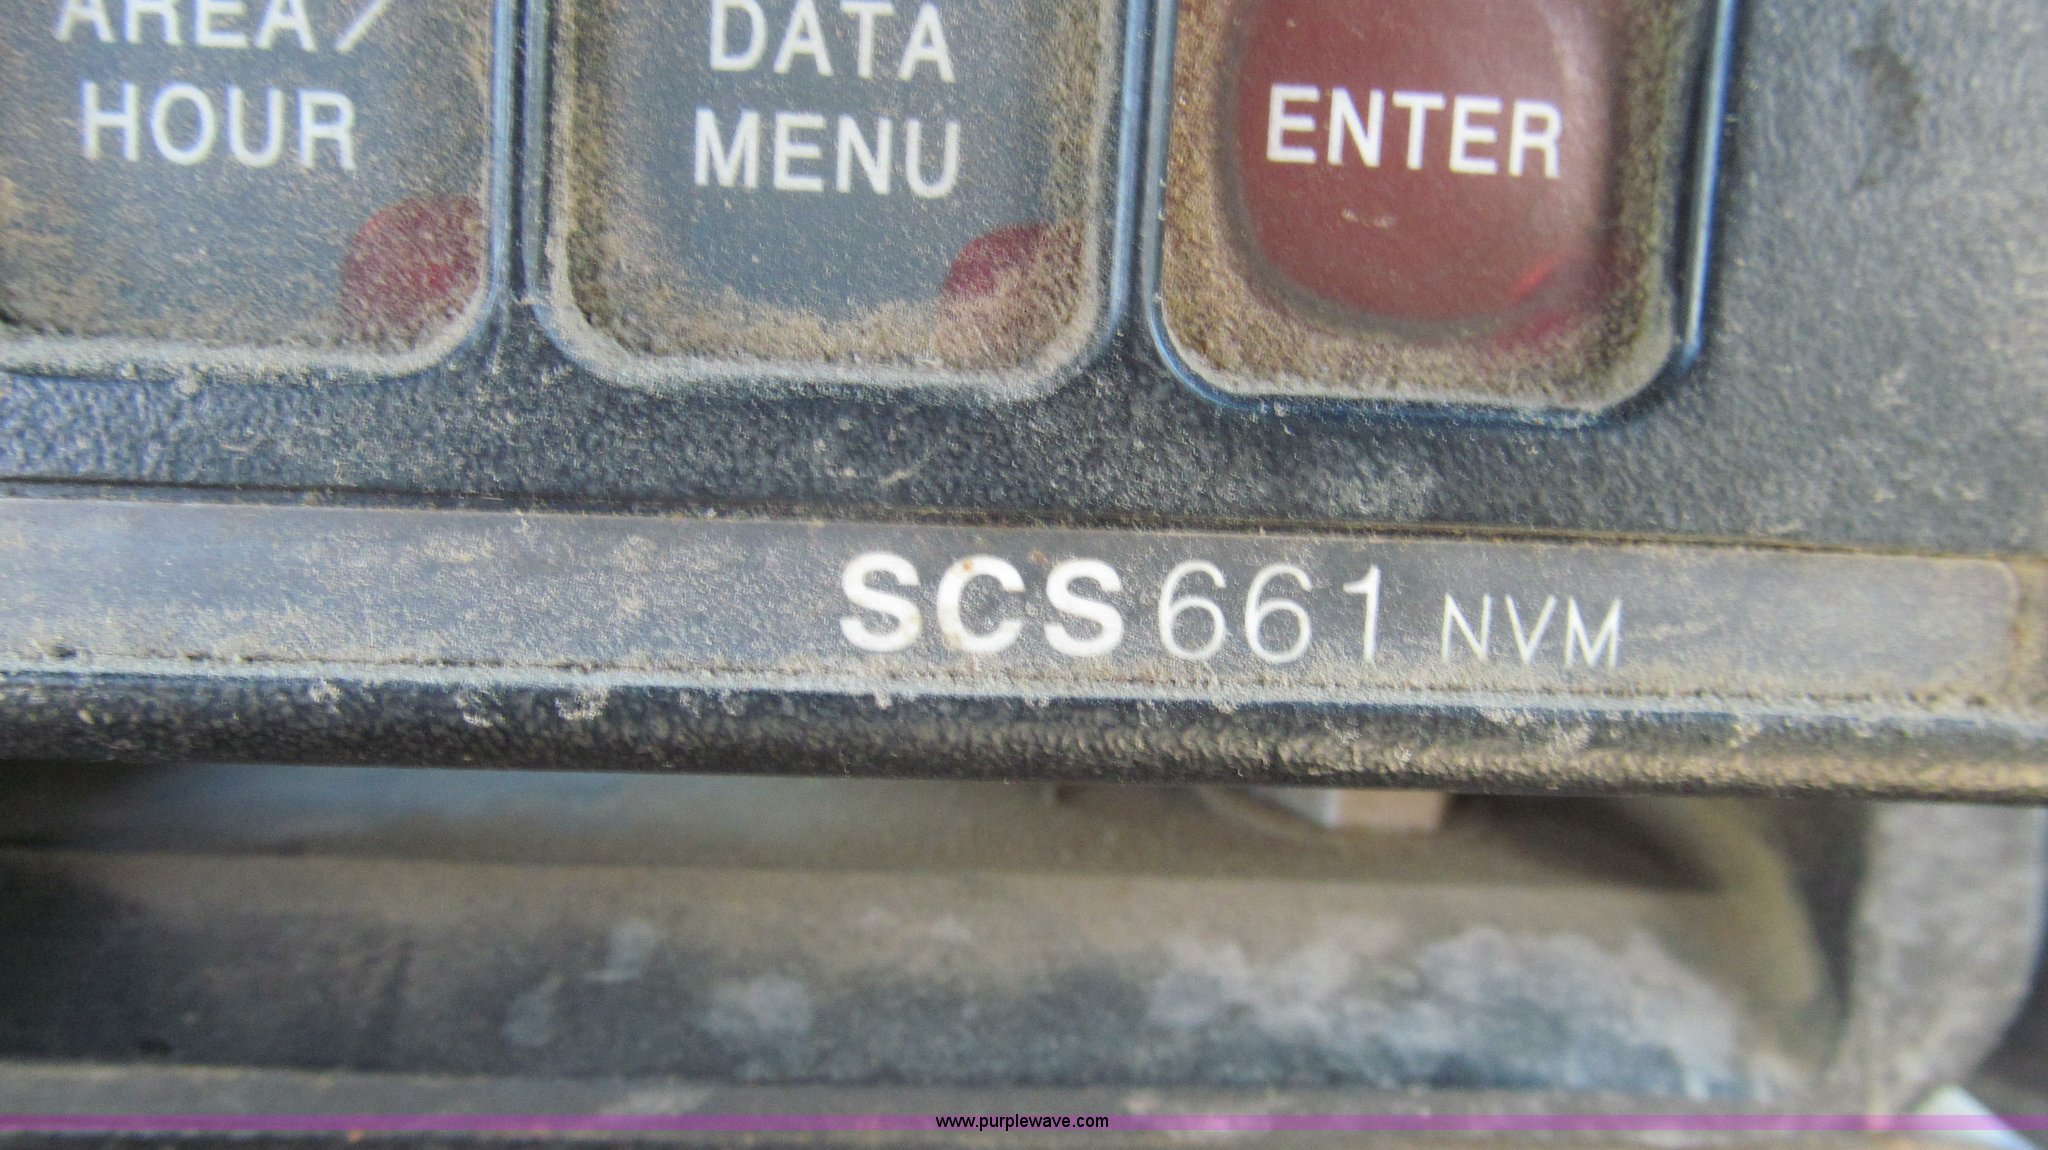 AREA/
HOUR
DATA
MENU
ENTER
SCS 661 NVM
www.purplewave.com